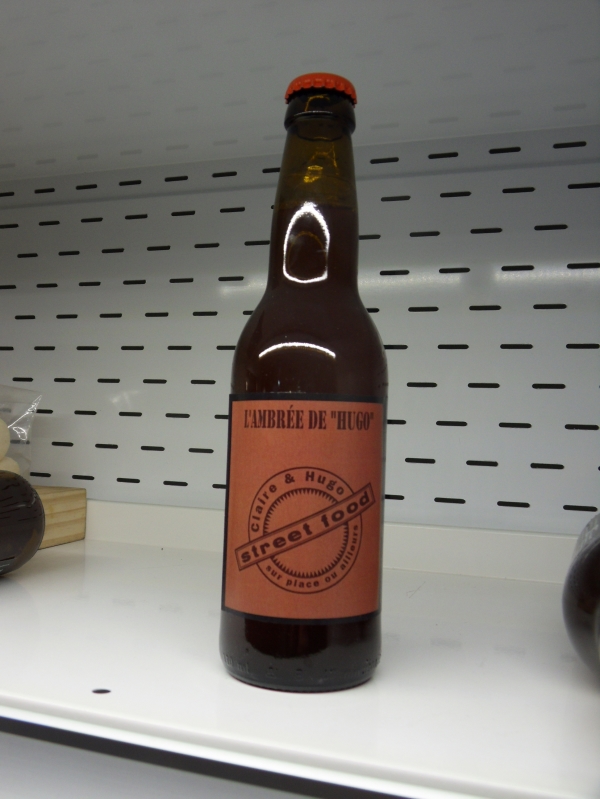 L'AMBRÉE DE "HUGO"
Claire & Hugo
street food
sur place ou ailleurs